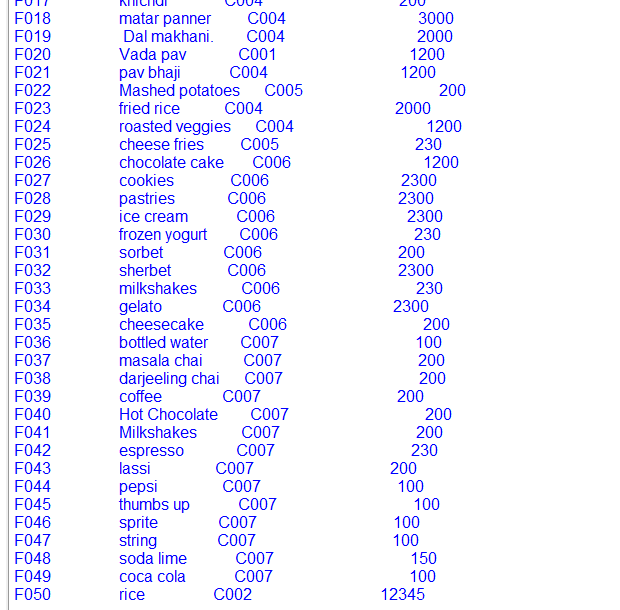 F017 khichdi C004 200
F018 matar panner C004 3000
F019 Dal makhani. C004 2000
F020 Vada pav C001 1200
F021 pav bhaji C004 1200
F022 Mashed potatoes C005 200
F023 fried rice C004 2000
F024 roasted veggies C004 1200
F025 cheese fries C005 230
F026 chocolate cake C006 1200
F027 cookies C006 2300
F028 pastries C006 2300
F029 ice cream C006 2300
F030 frozen yogurt C006 230
F031 sorbet C006 200
F032 sherbet C006 2300
F033 milkshakes C006 230
F034 gelato C006 2300
F035 cheesecake C006 200
F036 bottled water C007 100
F037 masala chai C007 200
F038 darjeeling chai C007 200
F039 coffee C007 200
F040 Hot Chocolate C007 200
F041 Milkshakes C007 200
F042 espresso C007 230
F043 lassi C007 200
F044 pepsi C007 100
F045 thumbs up C007 100
F046 sprite C007 100
F047 string C007 100
F048 soda lime C007 150
F049 coca cola C007 100
F050 rice C002 12345